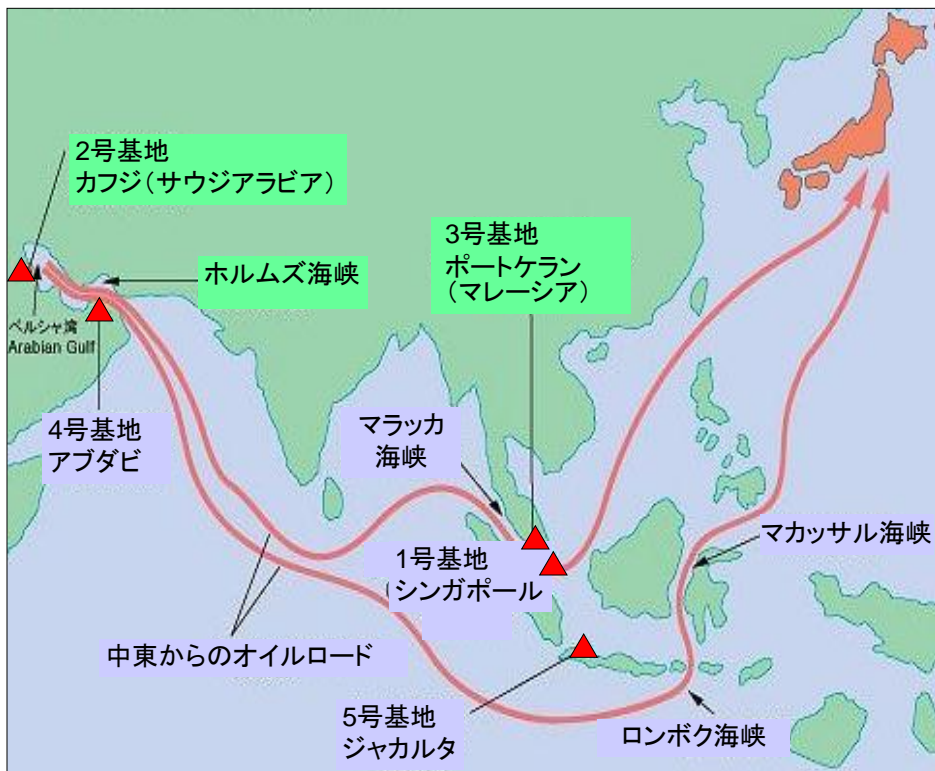 2号基地
カフジ（サウジアラビア）
3号基地
ポートケラン
（マレーシア）
ホルムズ海峡
ペルシャ湾
Arabian Gulf
4号基地
アブダビ
マラッカ
海峡
マカッサル海峡
1号基地
（シンガポール
中東からのオイルロード
5号基地
ジャカルタ
ロンボク海峡